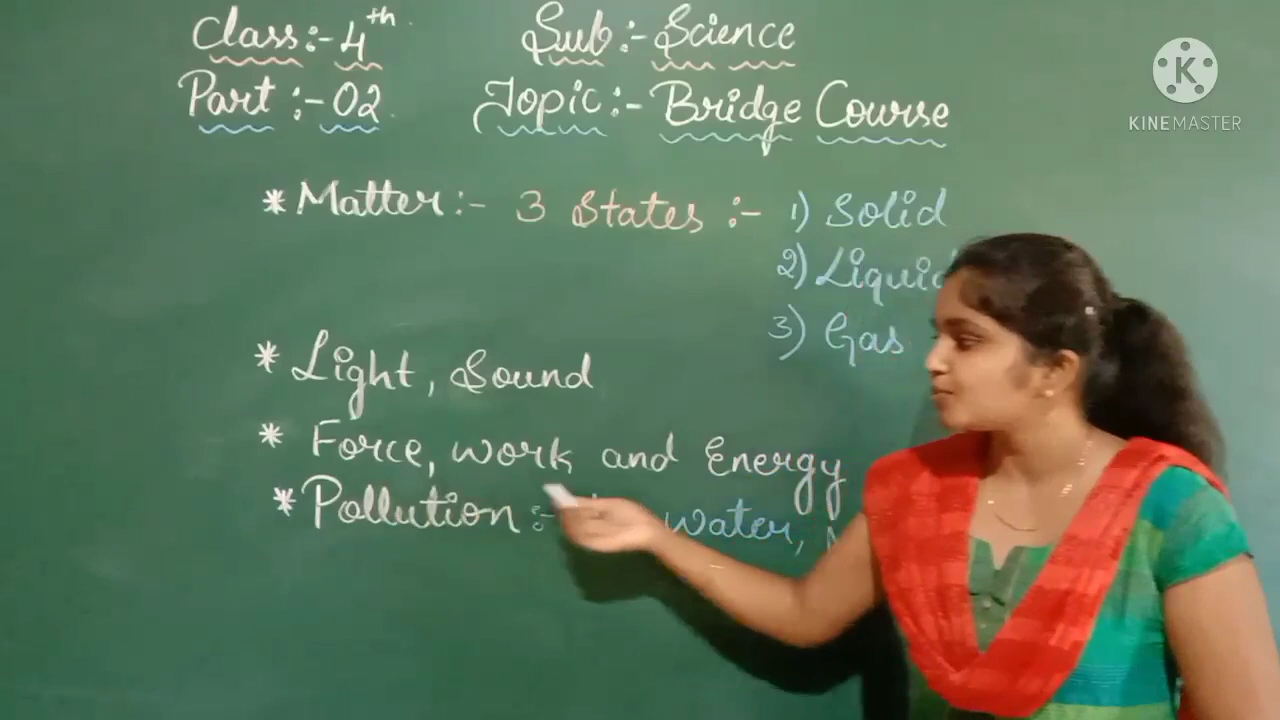 Class:- 4th
Sub:- Science
Part:-02
Topic:- Bridge Course
K
KINEMASTER
* Matter:- 3 States:- 1) Solid
2) Liquid
3) Gas
* Light, Sound
* Force, work and Energy
* Pollution:- water,